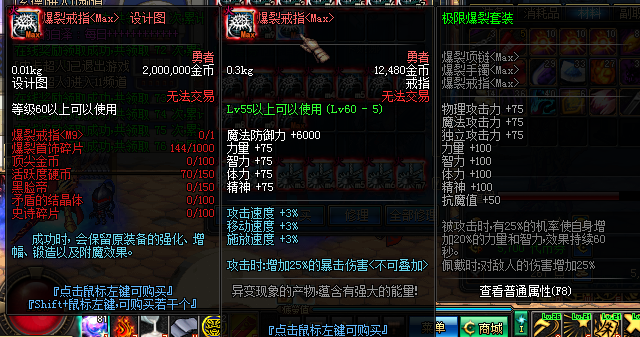 爆裂戒指<Max> 设计图
勇者
0.01kg 2,000,000金币
设计图
无法交易
等级60以上可以使用
爆裂戒指<M9> 0/1
爆裂首饰碎片 144/1000
顶尖金币 0/100
活跃度硬币 70/150
黑脸帝 0/150
矛盾的结晶体 0/100
史诗碎片 0/100
成功时,会保留原装备的强化、增
幅、锻造以及附魔效果。
『点击鼠标左键可购买』
『Shift+鼠标左键,可购买若干个』
爆裂戒指<Max>
勇者
0.3kg 12,480金币
戒指
无法交易
Lv55以上可以使用 (Lv60 - 5)
魔法防御力 +6000
力量 +75
智力 +75
体力 +75
精神 +75
攻击速度 +3%
移动速度 +3%
施放速度 +3%
攻击时:增加25%的暴击伤害<不可叠加>
异变现象的产物,蕴含有强大的能量!
『点击鼠标左键可购买』
极限爆裂套装
爆裂项链<Max>
爆裂手镯<Max>
爆裂戒指<Max>
物理攻击力 +75
魔法攻击力 +75
独立攻击力 +75
力量 +100
智力 +100
体力 +100
精神 +100
抗魔值 +50
被攻击时,有25%的机率使自身增
加20%的力量和智力,效果持续60
秒。
佩戴时:对敌人的伤害增加25%
查看普通属性(F8)
菜单
商城